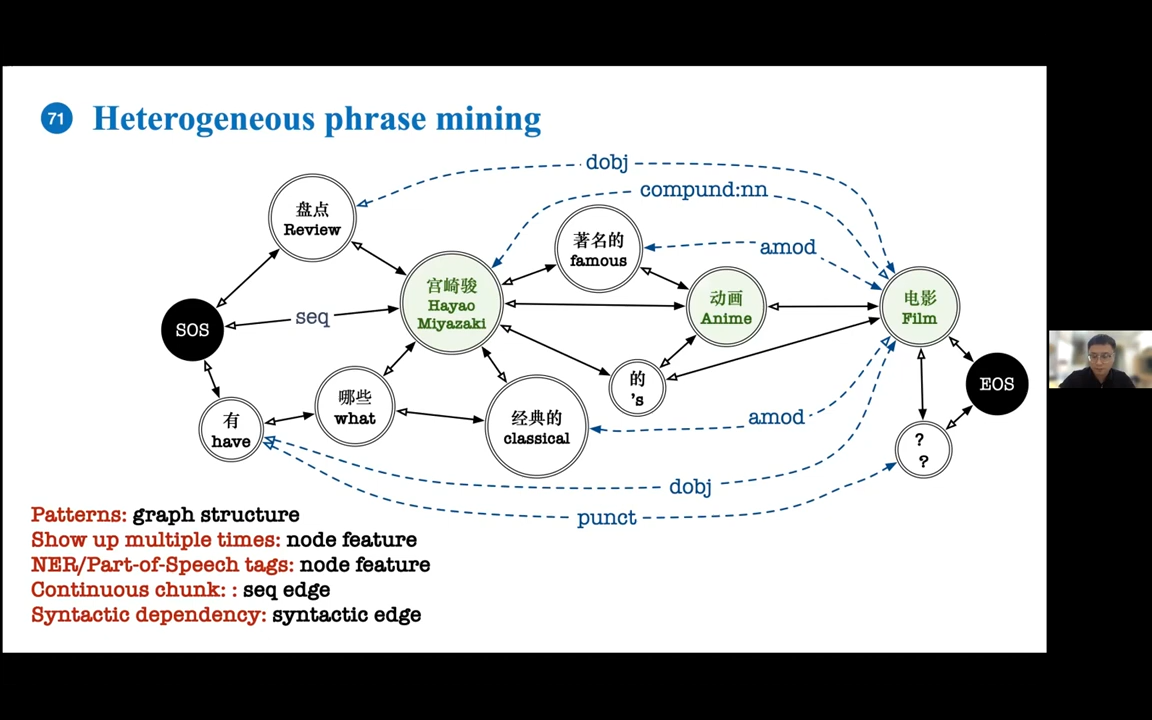 71
Heterogeneous phrase mining
dobj
compund:nn
盘点
Review
著名的
famous
amod
宫崎骏
Hayao
Miyazaki
动画
Anime
电影
Film
SOS
seq
哪些
what
的
's
EOS
有
have
经典的
classical
amod
？
?
dobj
punct
Patterns: graph structure
Show up multiple times: node feature
NER/Part-of-Speech tags: node feature
Continuous chunk: : seq edge
Syntactic dependency: syntactic edge